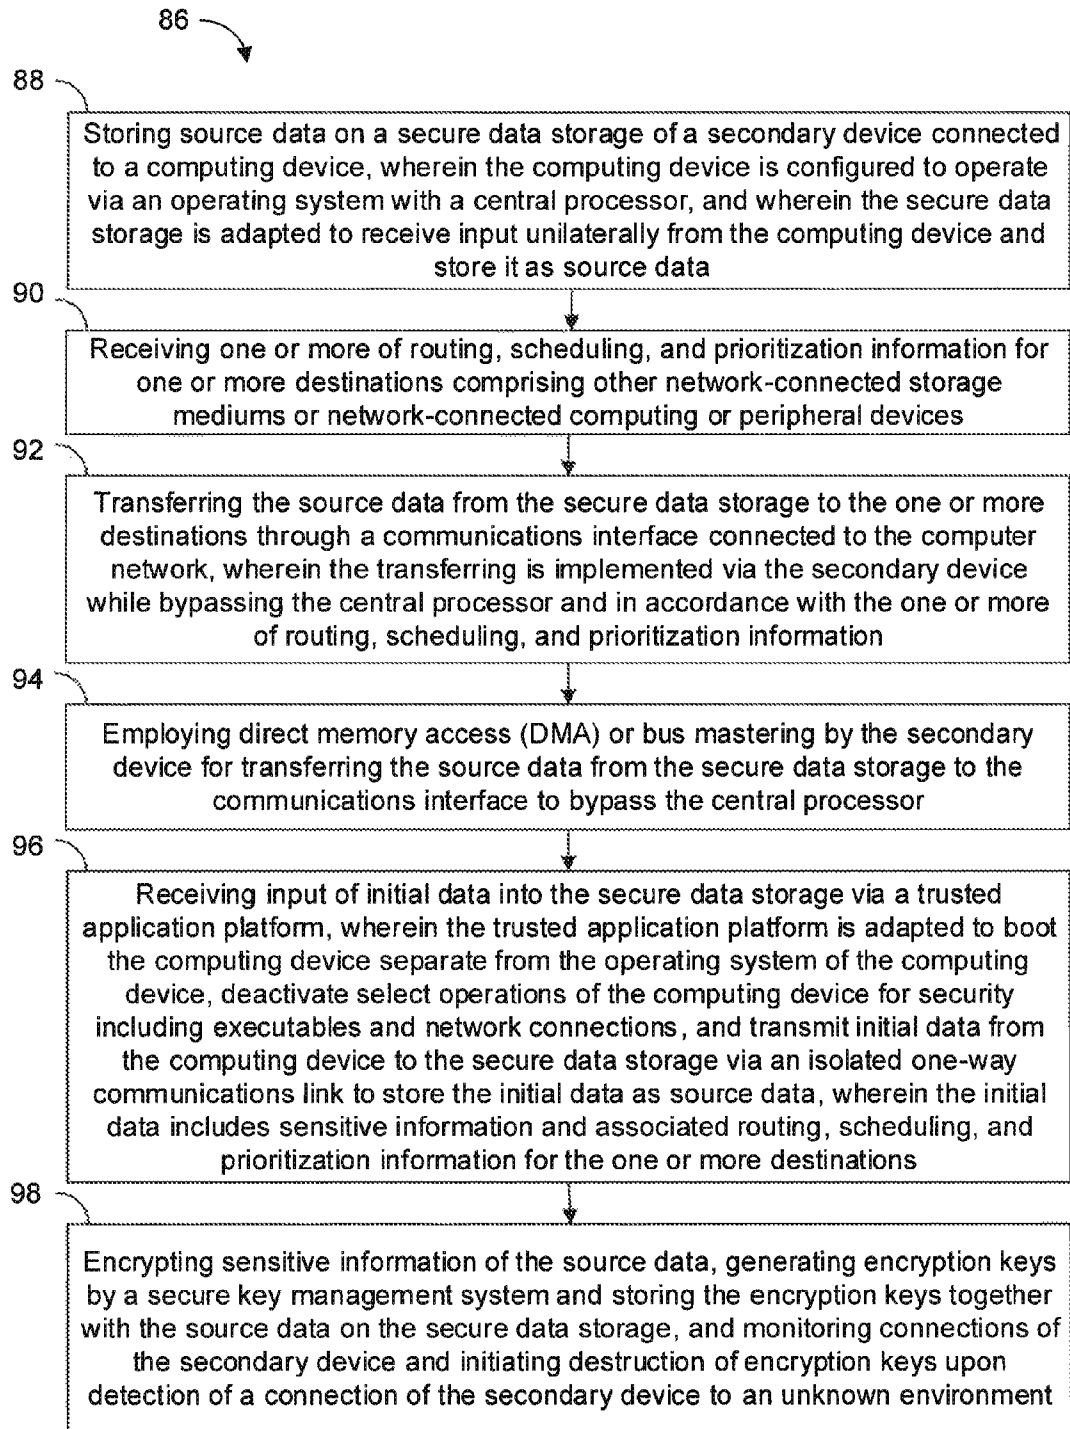 86
88
Storing source data on a secure data storage of a secondary device connected
to a computing device, wherein the computing device is configured to operate
via an operating system with a central processor, and wherein the secure data
storage is adapted to receive input unilaterally from the computing device and
store it as source data
90
Receiving one or more of routing, scheduling, and prioritization information for
one or more destinations comprising other network-connected storage
mediums or network-connected computing or peripheral devices
92
Transferring the source data from the secure data storage to the one or more
destinations through a communications interface connected to the computer
network, wherein the transferring is implemented via the secondary device
while bypassing the central processor and in accordance with the one or more
of routing, scheduling, and prioritization information
94
Employing direct memory access (DMA) or bus mastering by the secondary
device for transferring the source data from the secure data storage to the
communications interface to bypass the central processor
96
Receiving input of initial data into the secure data storage via a trusted
application platform, wherein the trusted application platform is adapted to boot
the computing device separate from the operating system of the computing
device, deactivate select operations of the computing device for security
including executables and network connections, and transmit initial data from
the computing device to the secure data storage via an isolated one-way
communications link to store the initial data as source data, wherein the initial
data includes sensitive information and associated routing, scheduling, and
prioritization information for the one or more destinations
98
Encrypting sensitive information of the source data, generating encryption keys
by a secure key management system and storing the encryption keys together
with the source data on the secure data storage, and monitoring connections of
the secondary device and initiating destruction of encryption keys upon
detection of a connection of the secondary device to an unknown environment